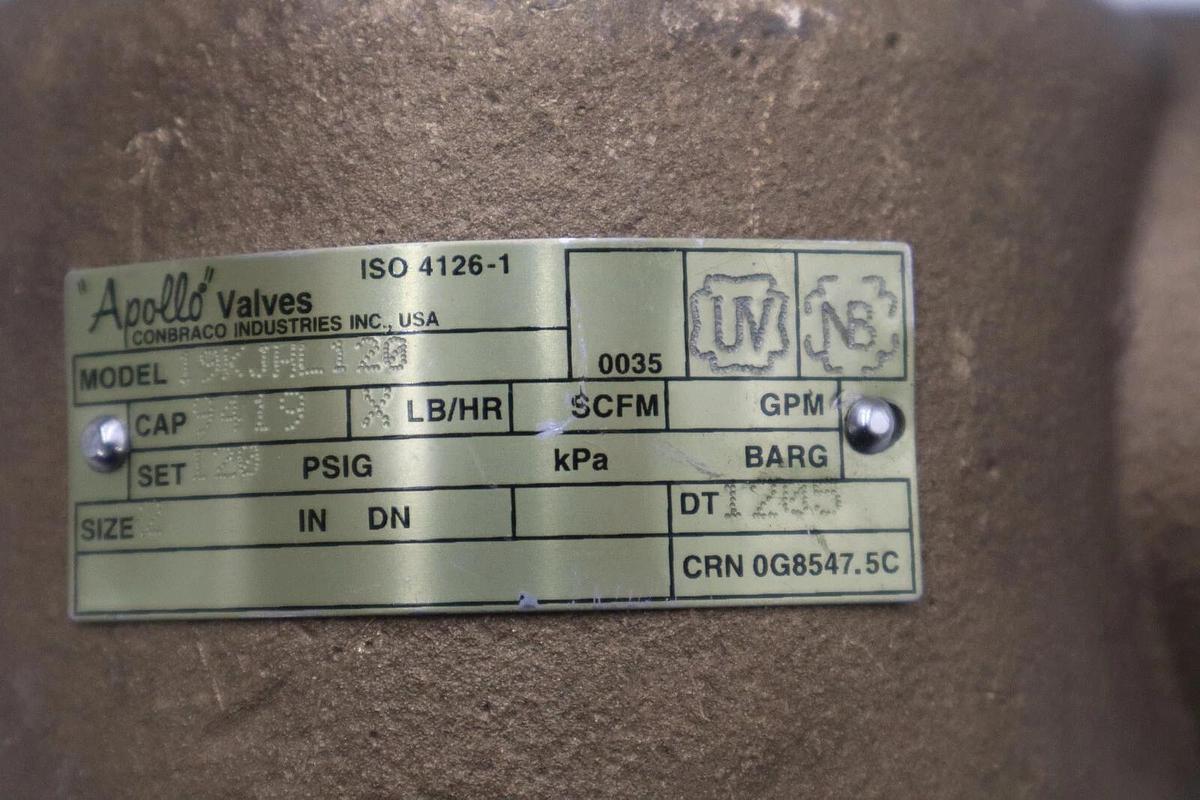 "Apollo" Valves
ISO 4126-1
CONBRACO INDUSTRIES INC., USA
0035
UV
NB
MODEL 19KJHL120
CAP 9419 X LB/HR SCFM GPM
SET 120 PSIG kPa BARG
SIZE 2 IN DN
DT 1205
CRN 0G8547.5C